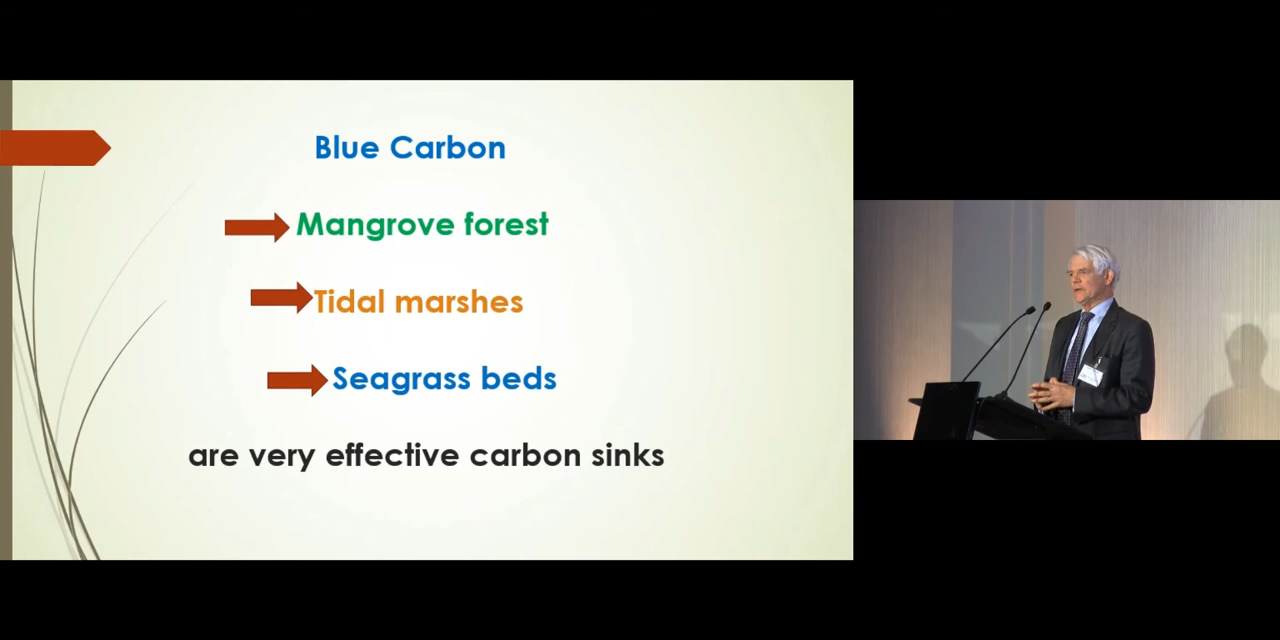 Blue Carbon
Mangrove forest
Tidal marshes
Seagrass beds
are very effective carbon sinks